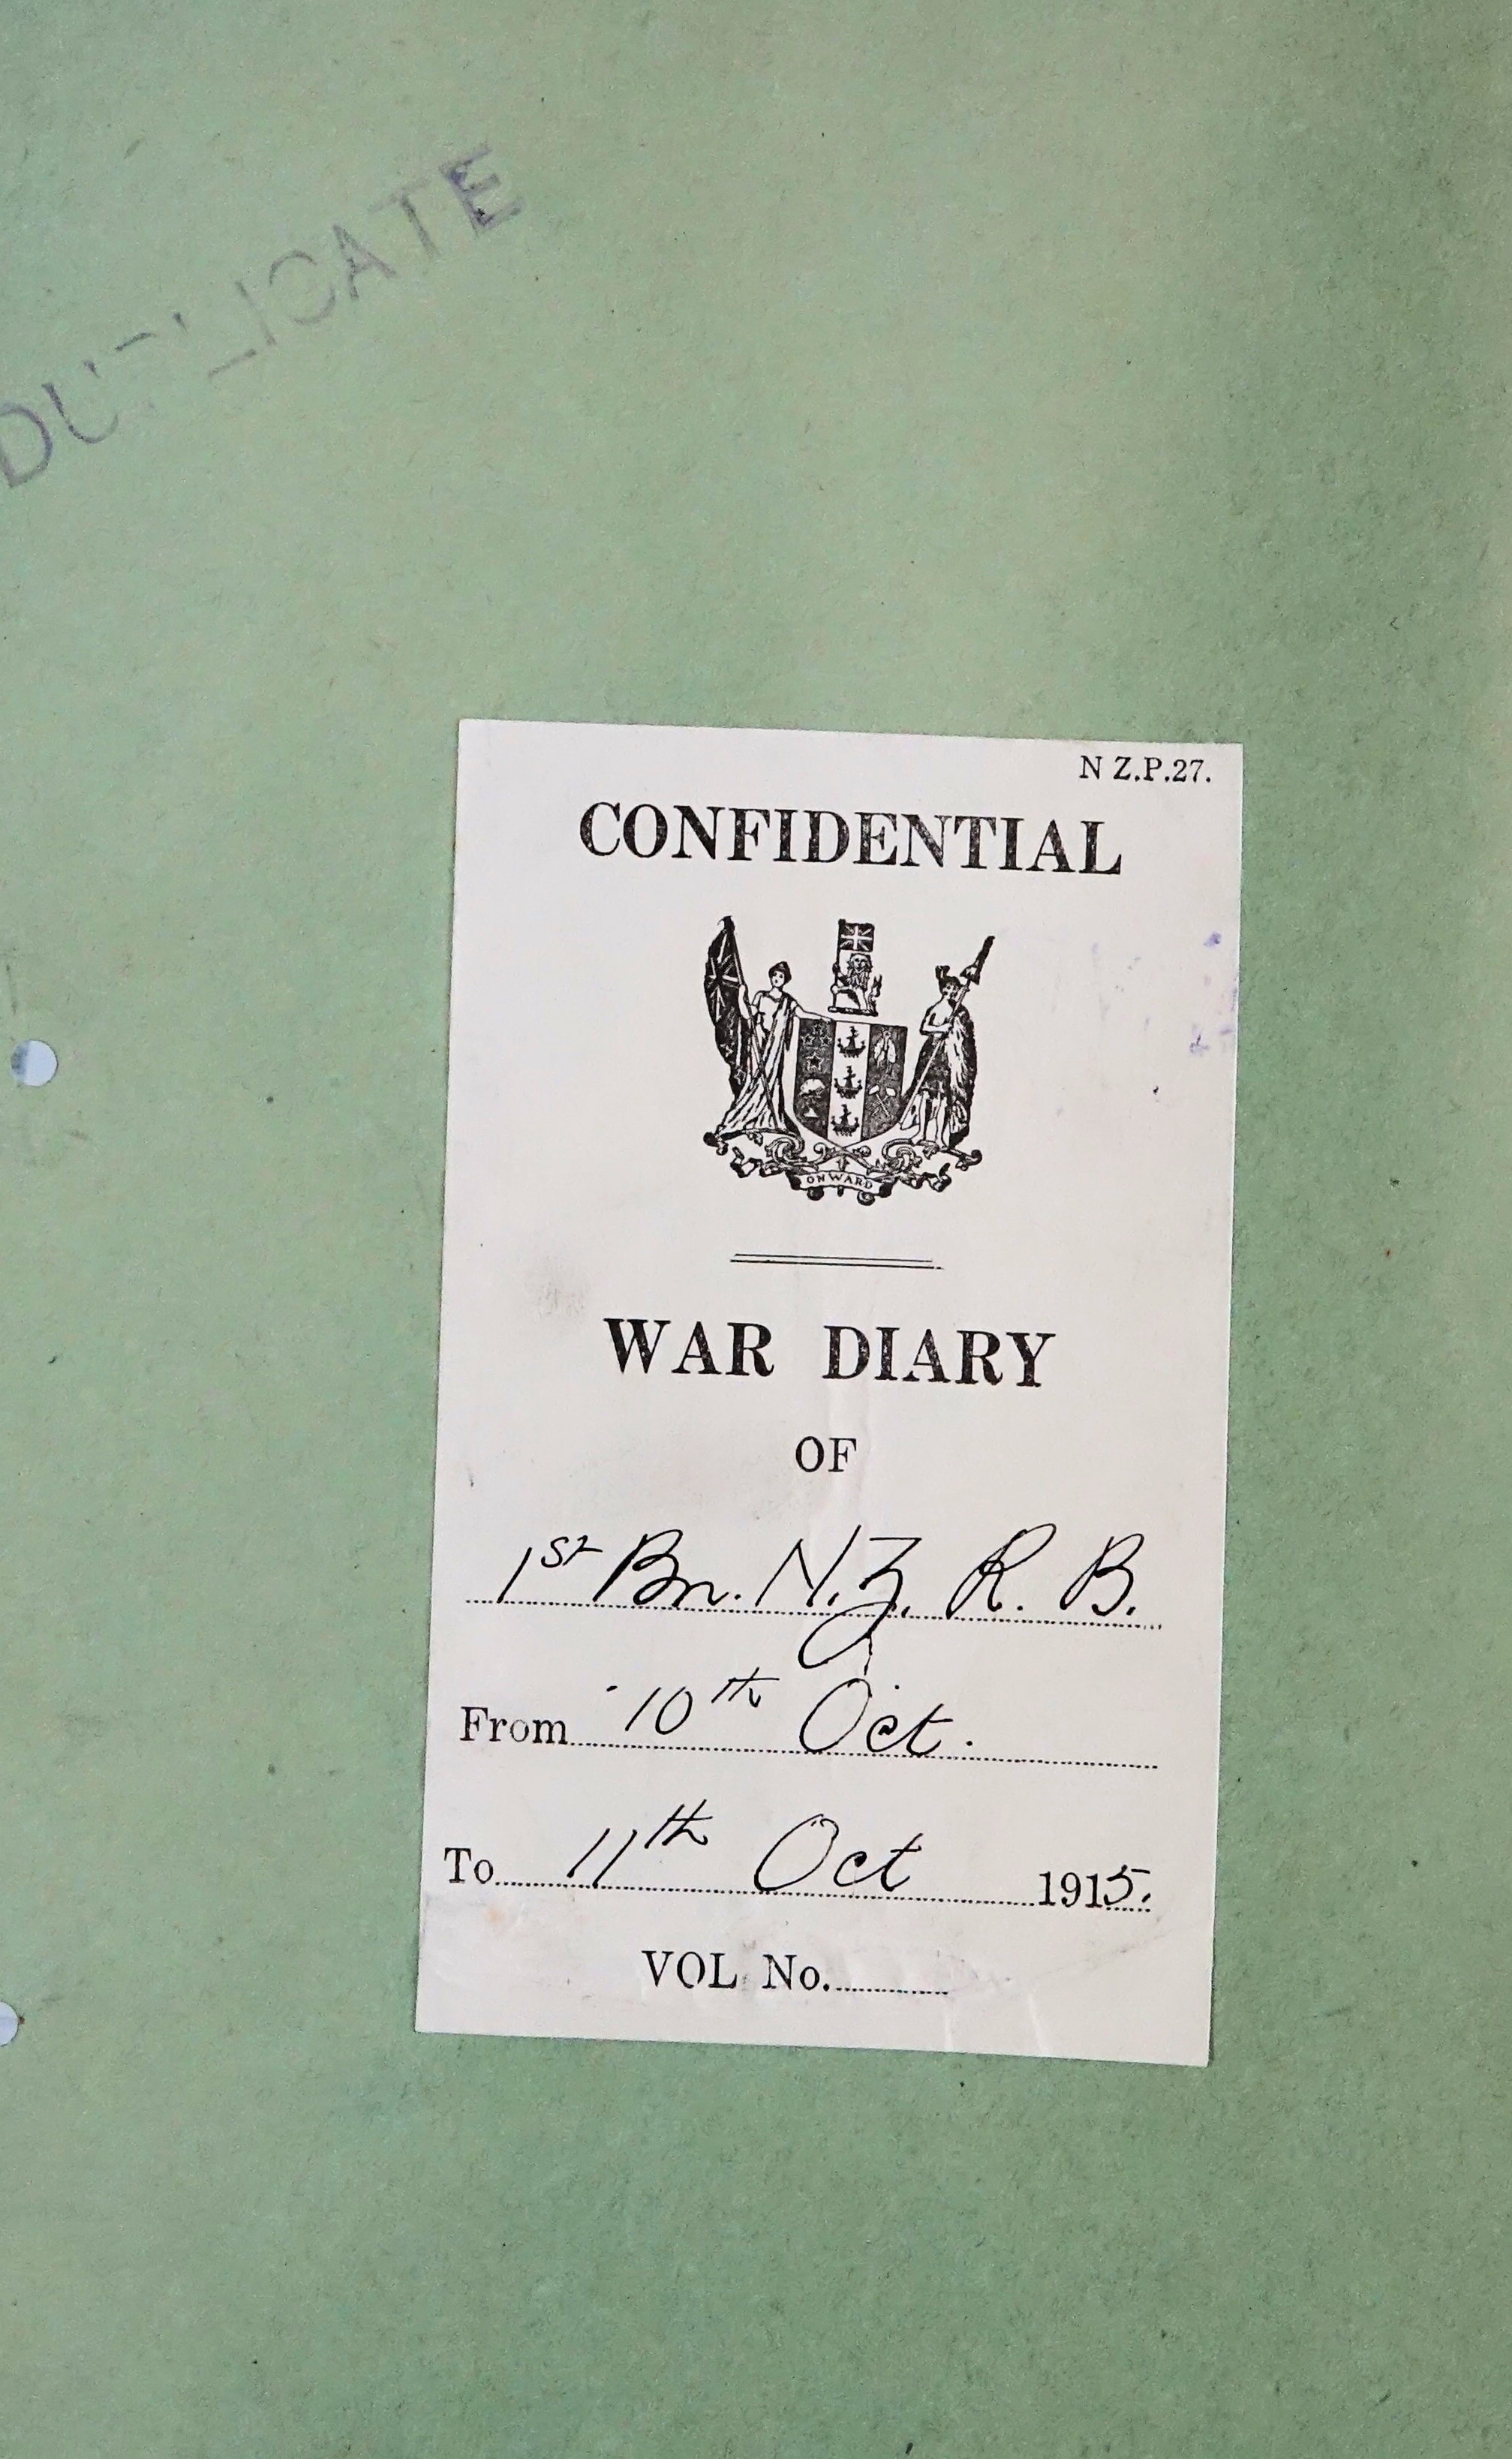 DUPLICATE
N Z.P.27.
CONFIDENTIAL
ONWARD
WAR DIARY
OF
1st Bn. N.Z. R. B.
From 10th Oct.
To 11th Oct 1915.
VOL No.